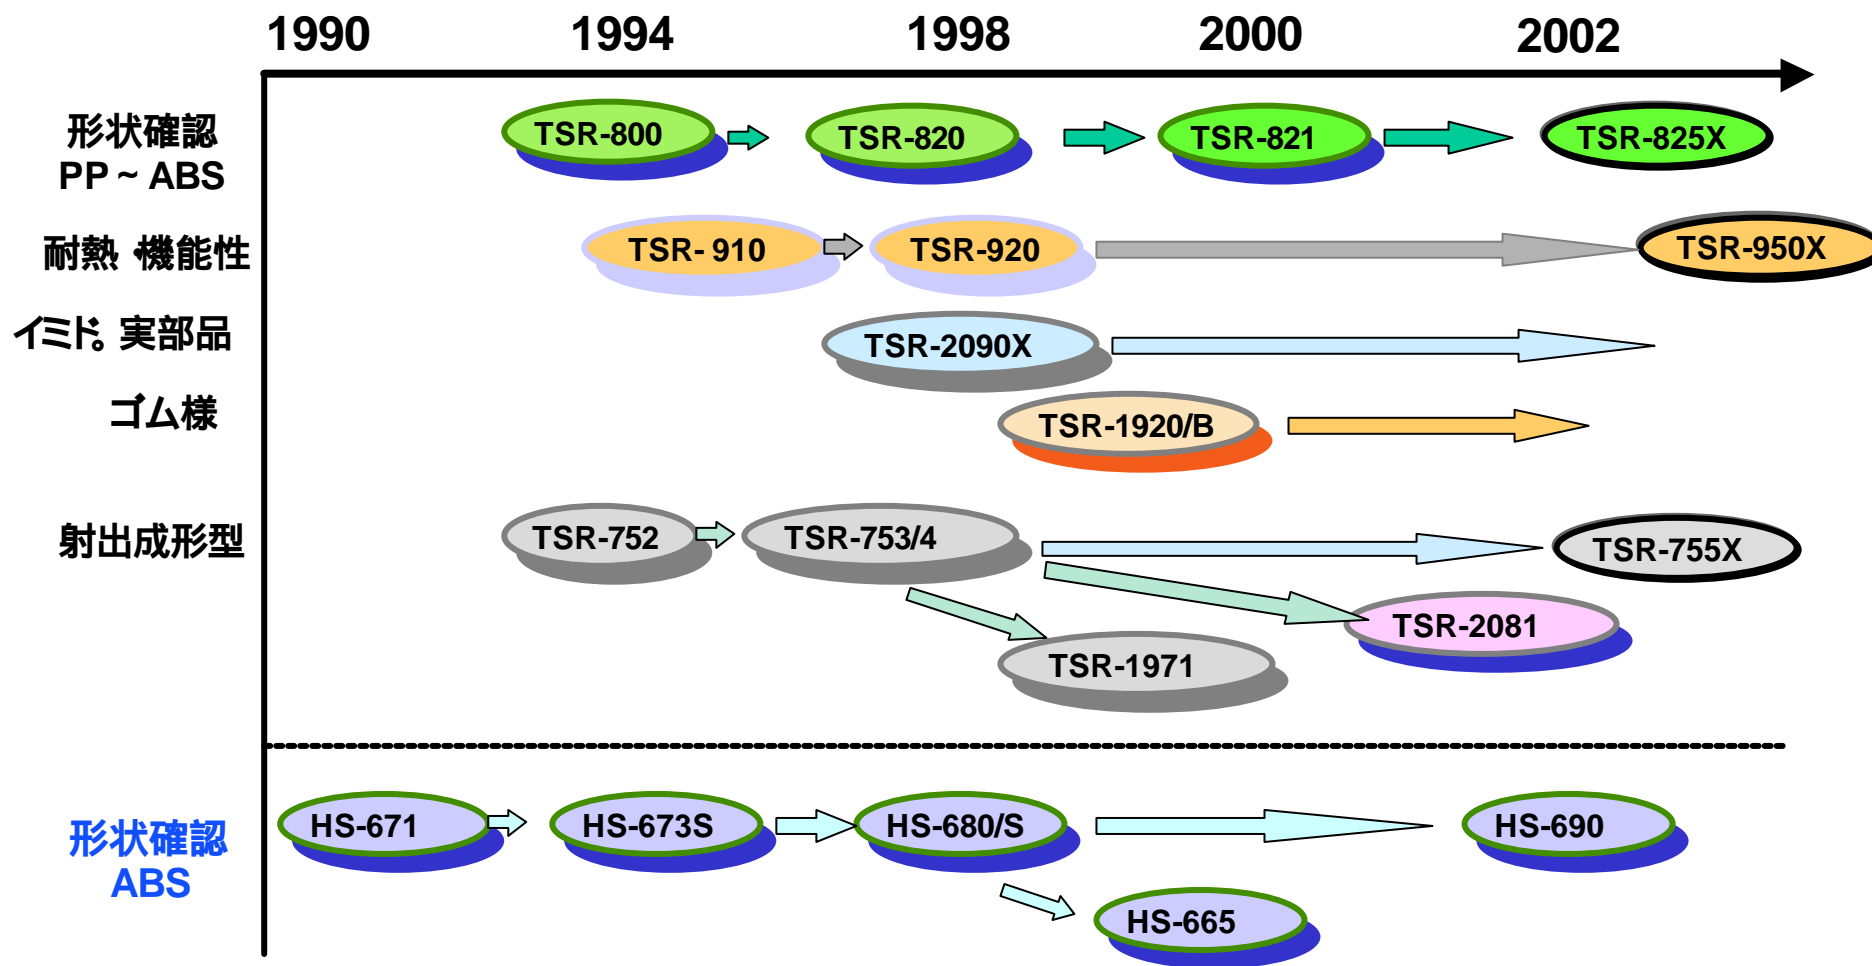 1990 1994 1998 2000 2002
形状確認
PP ~ ABS
TSR-800 TSR-820 TSR-821 TSR-825X
耐熱・機能性
TSR- 910 TSR-920 TSR-950X
イミド。実部品
TSR-2090X
ゴム様
TSR-1920/B
射出成形型
TSR-752 TSR-753/4 TSR-755X
TSR-2081
TSR-1971
形状確認
ABS
HS-671 HS-673S HS-680/S HS-690
HS-665